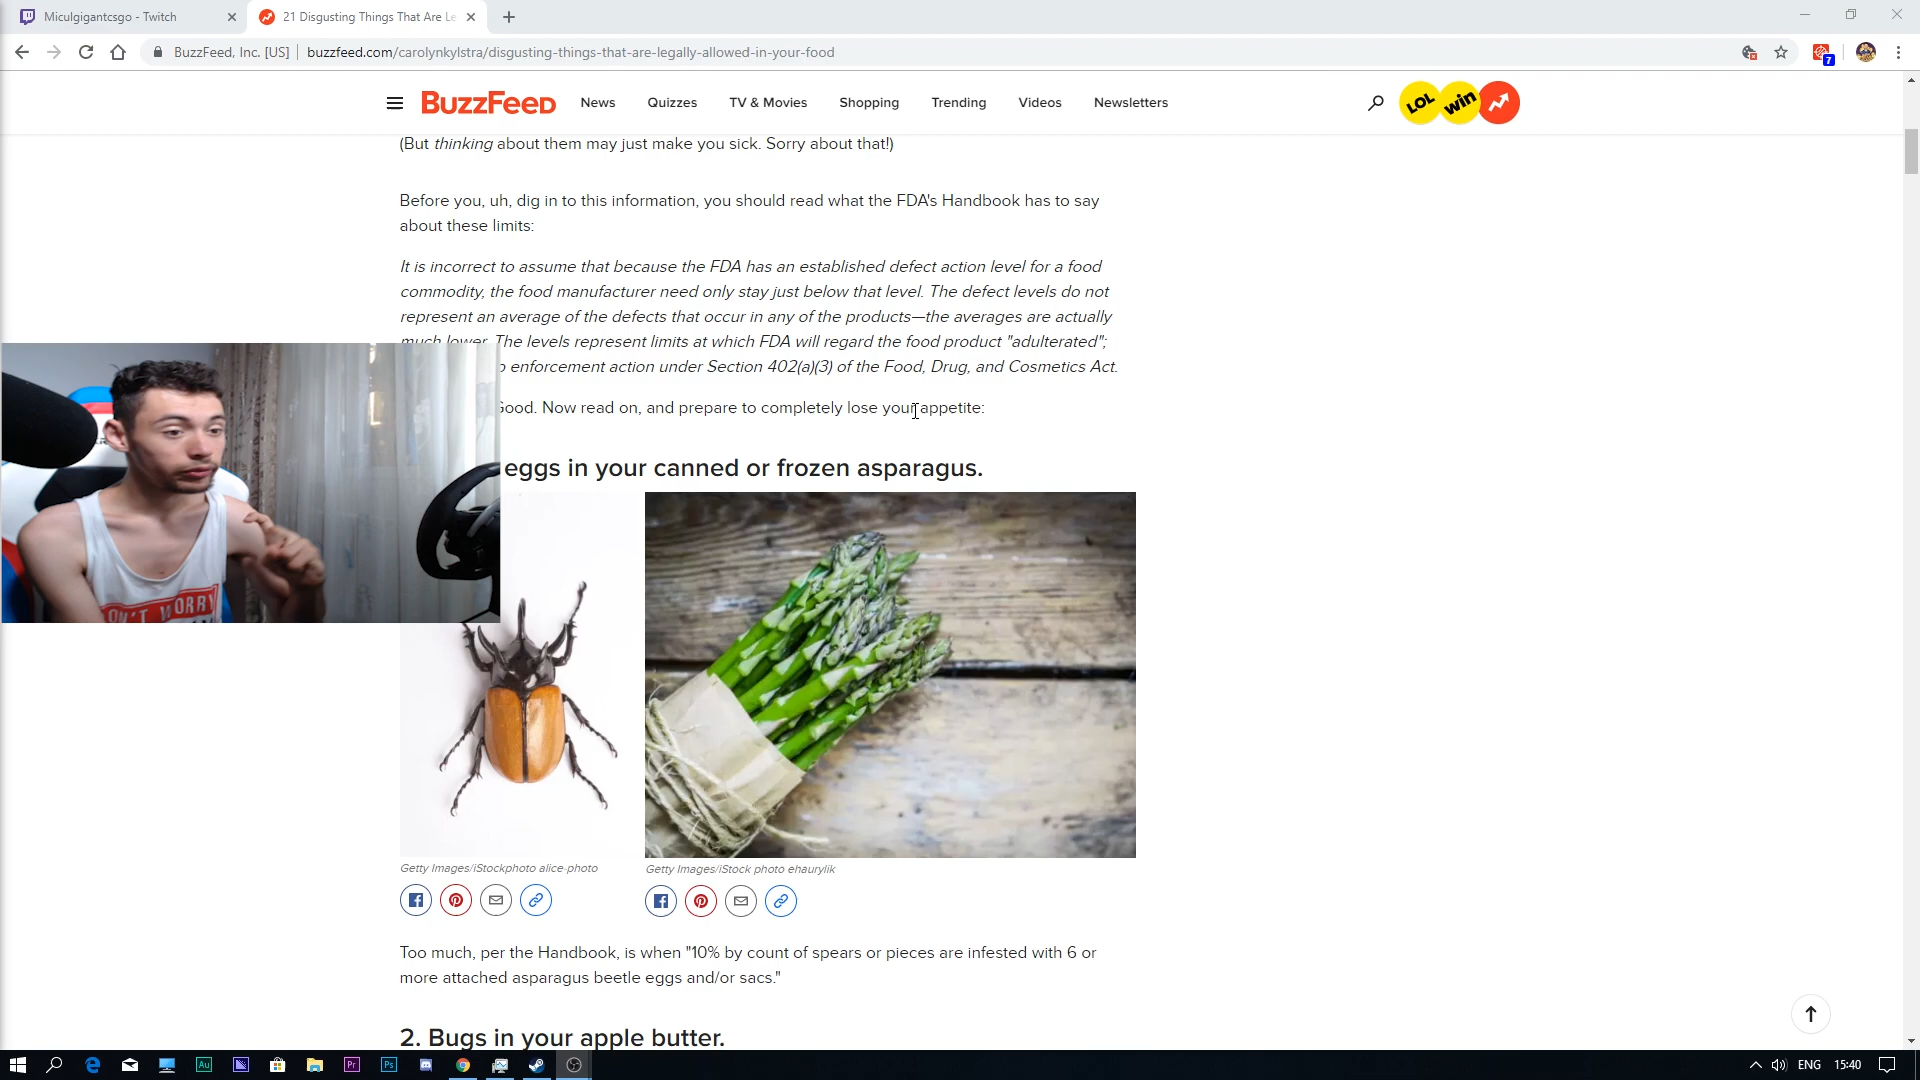 Miculgigantcsgo - Twitch
21 Disgusting Things That Are Le
BuzzFeed, Inc. [US]
buzzfeed.com/carolynkylstra/disgusting-things-that-are-legally-allowed-in-your-food
7
BuzzFeed
News
Quizzes
TV & Movies
Shopping
Trending
Videos
Newsletters
LOL
win
(But thinking about them may just make you sick. Sorry about that!)
Before you, uh, dig in to this information, you should read what the FDA's Handbook has to say
about these limits:
It is incorrect to assume that because the FDA has an established defect action level for a food
commodity, the food manufacturer need only stay just below that level. The defect levels do not
represent an average of the defects that occur in any of the products—the averages are actually
much lower. The levels represent limits at which FDA will regard the food product "adulterated";
enforcement action under Section 402(a)(3) of the Food, Drug, and Cosmetics Act.
Good. Now read on, and prepare to completely lose your appetite:
eggs in your canned or frozen asparagus.
Getty Images/iStockphoto alice-photo
Getty Images/iStock photo ehaurylik
Too much, per the Handbook, is when "10% by count of spears or pieces are infested with 6 or
more attached asparagus beetle eggs and/or sacs."
2. Bugs in your apple butter.
DON'T WORRY
Au
Pr
Ps
ENG
15:40